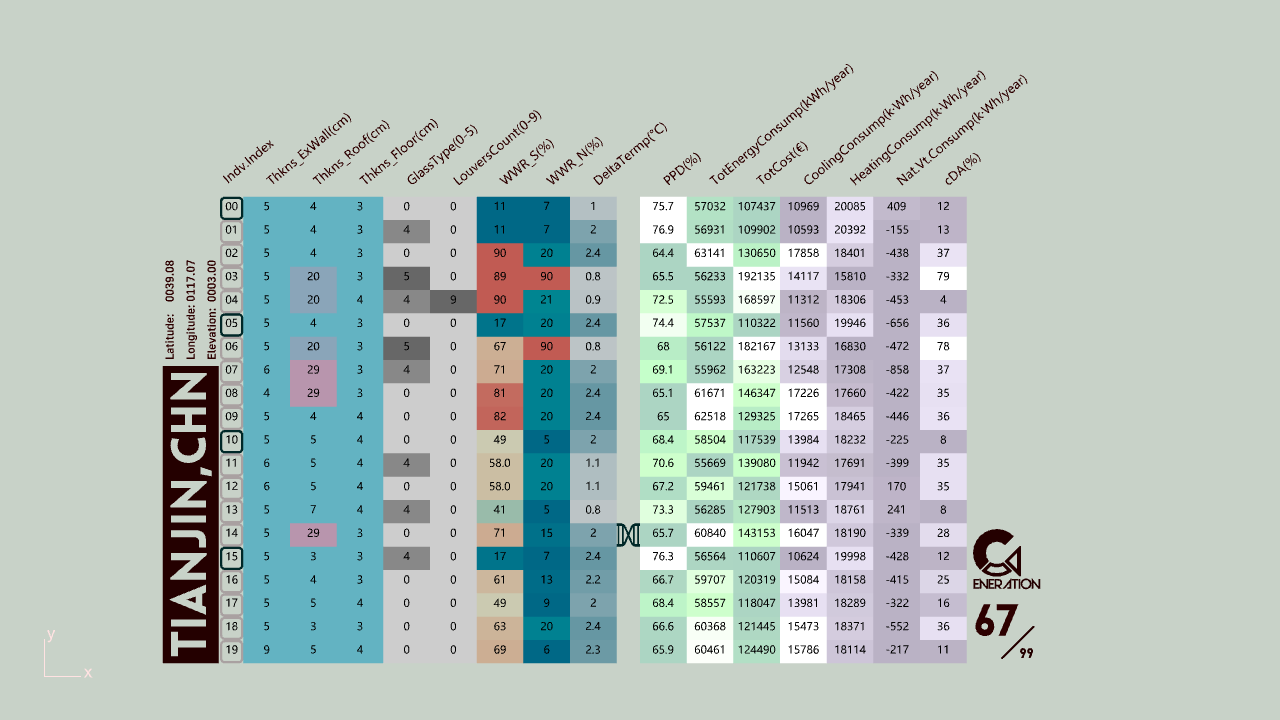 Indv.Index Thkns_ExWall(cm) Thkns_Roof(cm) Thkns_Floor(cm) GlassType(0-5) LouversCount(0-9) WWR_S(%) WWR_N(%) DeltaTermp(°C) PPD(%) TotEnergyConsump(kWh/year) TotCost(€) CoolingConsump(k·Wh/year) HeatingConsump(k·Wh/year) Nat.Vt.Consump(k·Wh/year) cDA(%)
00 5 4 3 0 0 11 7 1 75.7 57032 107437 10969 20085 409 12
01 5 4 3 4 0 11 7 2 76.9 56931 109902 10593 20392 -155 13
02 5 4 3 0 0 90 20 2.4 64.4 63141 130650 17858 18401 -438 37
03 5 20 3 5 0 89 90 0.8 65.5 56233 192135 14117 15810 -332 79
04 5 20 4 4 9 90 21 0.9 72.5 55593 168597 11312 18306 -453 4
05 5 4 3 0 0 17 20 2.4 74.4 57537 110322 11560 19946 -656 36
06 5 20 3 5 0 67 90 0.8 68 56122 182167 13133 16830 -472 78
07 6 29 3 4 0 71 20 2 69.1 55962 163223 12548 17308 -858 37
08 4 29 3 0 0 81 20 2.4 65.1 61671 146347 17226 17660 -422 35
09 5 4 4 0 0 82 20 2.4 65 62518 129325 17265 18465 -446 36
10 5 5 4 0 0 49 5 2 68.4 58504 117539 13984 18232 -225 8
11 6 5 4 4 0 58.0 20 1.1 70.6 55669 139080 11942 17691 -399 35
12 6 5 4 0 0 58.0 20 1.1 67.2 59461 121738 15061 17941 170 35
13 5 7 4 4 0 41 5 0.8 73.3 56285 127903 11513 18761 241 8
14 5 29 3 0 0 71 15 2 65.7 60840 143153 16047 18190 -339 28
15 5 3 3 4 0 17 7 2.4 76.3 56564 110607 10624 19998 -428 12
16 5 4 3 0 0 61 13 2.2 66.7 59707 120319 15084 18158 -415 25
17 5 5 4 0 0 49 9 2 68.4 58557 118047 13981 18289 -322 16
18 5 3 3 0 0 63 20 2.4 66.6 60368 121445 15473 18371 -552 36
19 9 5 4 0 0 69 6 2.3 65.9 60461 124490 15786 18114 -217 11
Latitude: 0039.08
Longitude: 0117.07
Elevation: 0003.00
TIANJIN,CHN
GENERATION
67/99
y
x